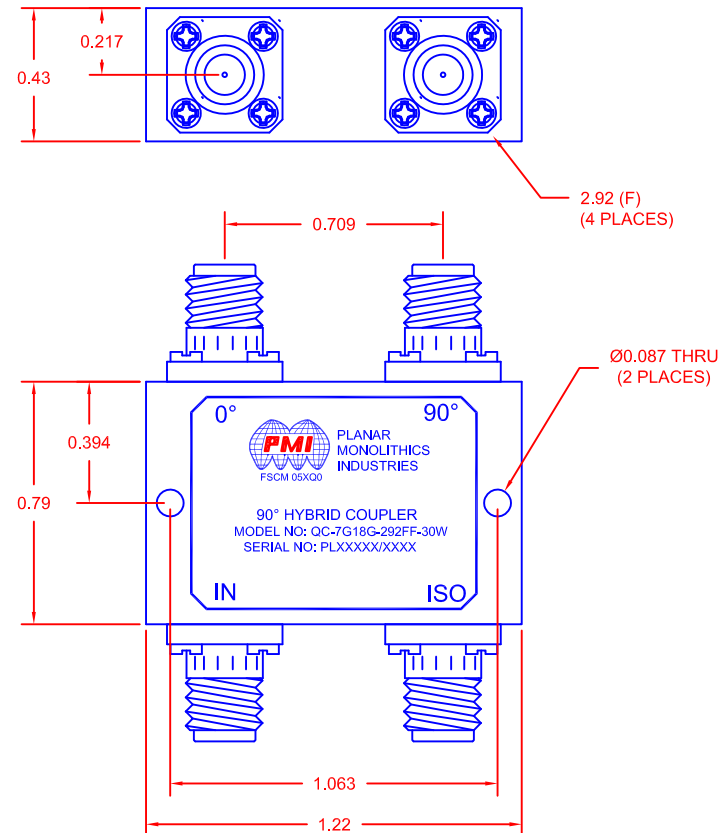 0.217
0.43
2.92 (F)
(4 PLACES)
0.709
Ø0.087 THRU
(2 PLACES)
0.394
0.79
0°
90°
PMI
PLANAR
MONOLITHICS
INDUSTRIES
FSCM 05XQ0
90° HYBRID COUPLER
MODEL NO: QC-7G18G-292FF-30W
SERIAL NO: PLXXXXX/XXXX
IN
ISO
1.063
1.22